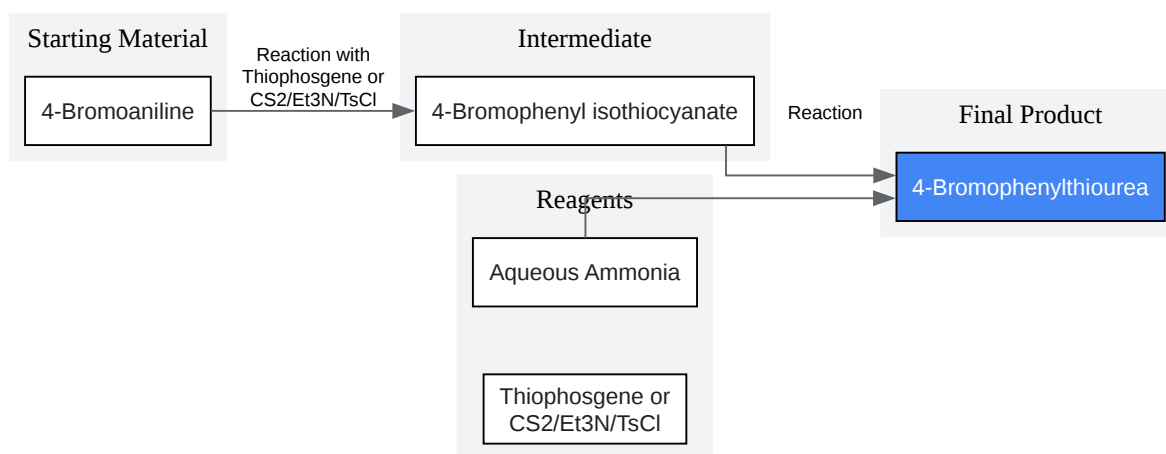 Starting Material
4-Bromoaniline
Reaction with
Thiophosgene or
CS2/Et3N/TsCl
Intermediate
4-Bromophenyl isothiocyanate
Reaction
Final Product
4-Bromophenylthiourea
Reagents
Aqueous Ammonia
Thiophosgene or
CS2/Et3N/TsCl